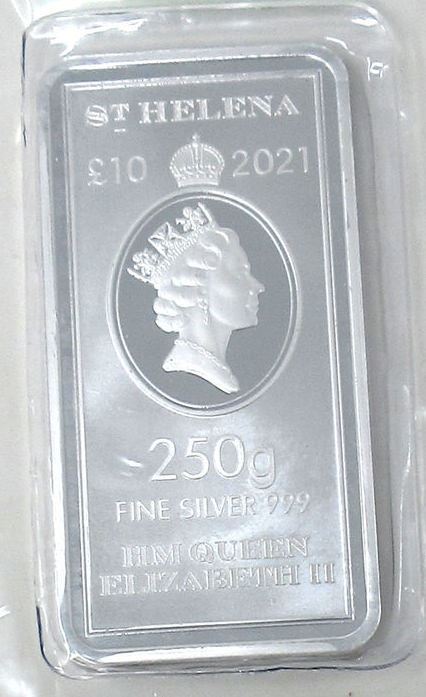 ST HELENA
£10 2021
250g
FINE SILVER 999
HM QUEEN
ELIZABETH II